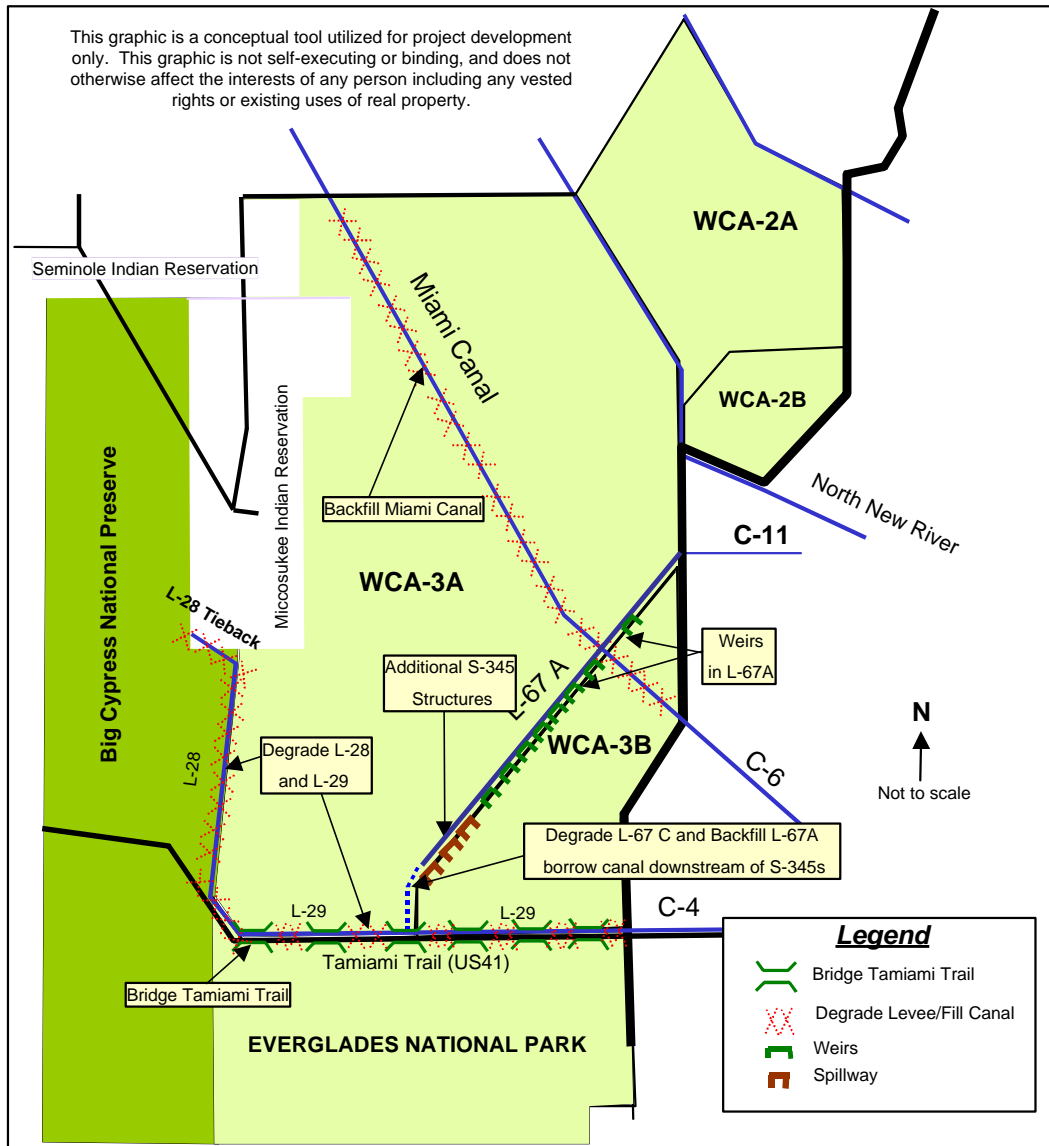 This graphic is a conceptual tool utilized for project development
only.  This graphic is not self-executing or binding, and does not
otherwise affect the interests of any person including any vested
rights or existing uses of real property.
WCA-2A
Seminole Indian Reservation
Miami Canal
WCA-2B
Big Cypress National Preserve
Miccosukee Indian Reservation
Backfill Miami Canal
North New River
C-11
WCA-3A
L-28 Tieback
Weirs
in L-67A
Additional S-345
Structures
L-67 A
WCA-3B
N
Not to scale
L-28
Degrade L-28
and L-29
C-6
Degrade L-67 C and Backfill L-67A
borrow canal downstream of S-345s
L-29
L-29
C-4
Tamiami Trail (US41)
Bridge Tamiami Trail
EVERGLADES NATIONAL PARK
Legend
Bridge Tamiami Trail
Degrade Levee/Fill Canal
Weirs
Spillway